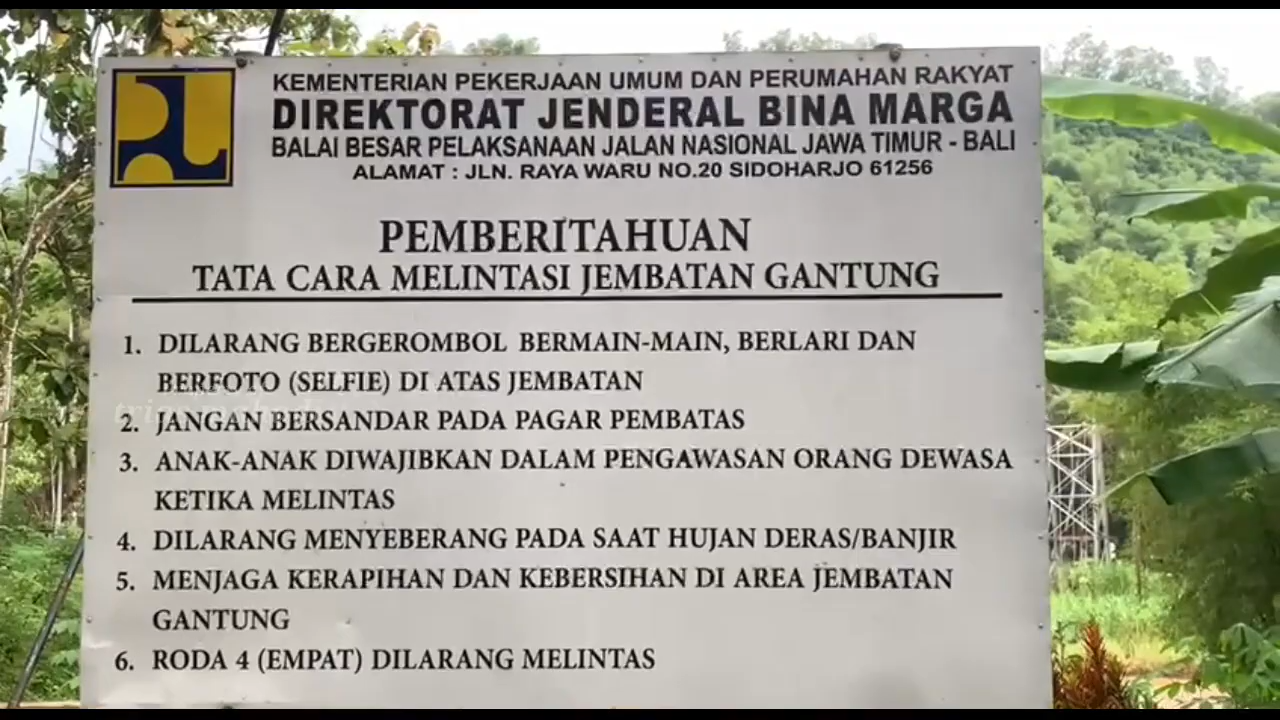 KEMENTERIAN PEKERJAAN UMUM DAN PERUMAHAN RAKYAT
DIREKTORAT JENDERAL BINA MARGA
BALAI BESAR PELAKSANAAN JALAN NASIONAL JAWA TIMUR - BALI
ALAMAT : JLN. RAYA WARU NO.20 SIDOHARJO 61256
PEMBERITAHUAN
TATA CARA MELINTASI JEMBATAN GANTUNG
1. DILARANG BERGEROMBOL BERMAIN-MAIN, BERLARI DAN
BERFOTO (SELFIE) DI ATAS JEMBATAN
2. JANGAN BERSANDAR PADA PAGAR PEMBATAS
3. ANAK-ANAK DIWAJIBKAN DALAM PENGAWASAN ORANG DEWASA
KETIKA MELINTAS
4. DILARANG MENYEBERANG PADA SAAT HUJAN DERAS/BANJIR
5. MENJAGA KERAPIHAN DAN KEBERSIHAN DI AREA JEMBATAN
GANTUNG
6. RODA 4 (EMPAT) DILARANG MELINTAS